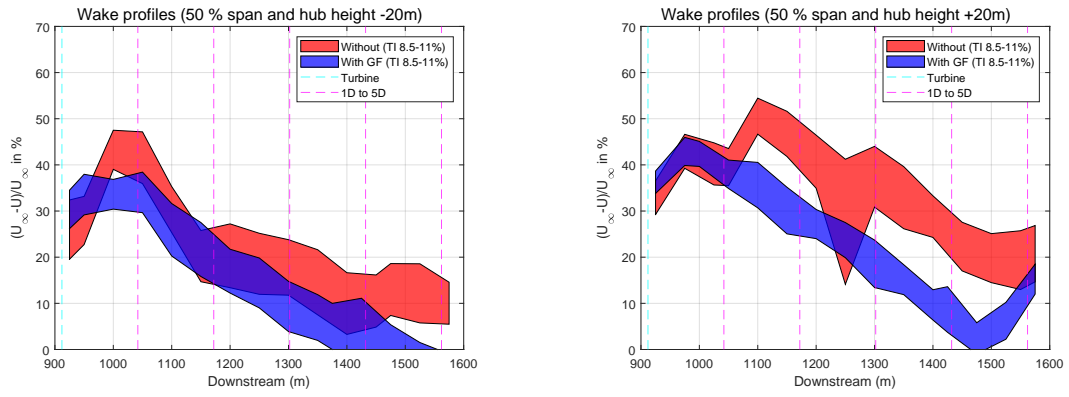 Wake profiles (50 % span and hub height -20m)
70
60
50
40
30
20
10
0
(U∞-U)/U∞ in %
Without (TI 8.5-11%)
With GF (TI 8.5-11%)
Turbine
1D to 5D
900 1000 1100 1200 1300 1400 1500 1600
Downstream (m)
Wake profiles (50 % span and hub height +20m)
70
60
50
40
30
20
10
0
(U∞-U)/U∞ in %
Without (TI 8.5-11%)
With GF (TI 8.5-11%)
Turbine
1D to 5D
900 1000 1100 1200 1300 1400 1500 1600
Downstream (m)